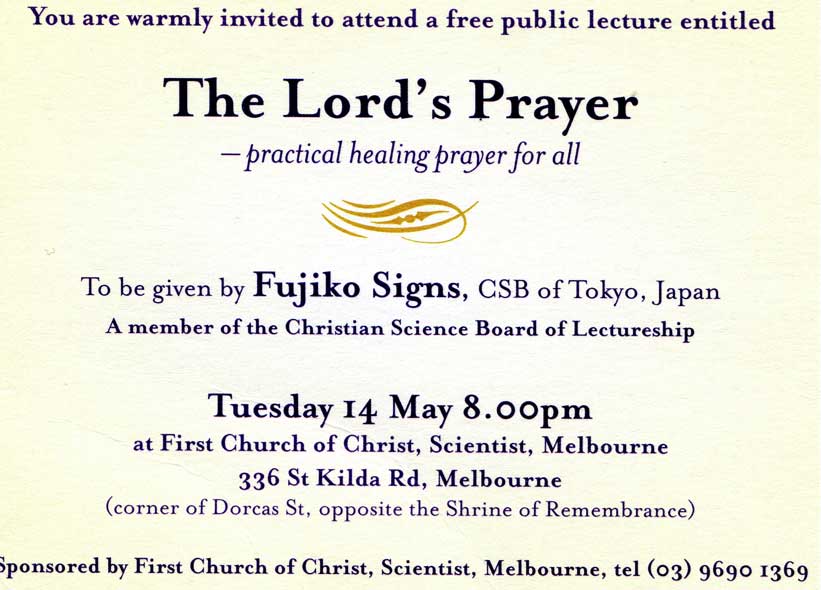 You are warmly invited to attend a free public lecture entitled
The Lord's Prayer
—practical healing prayer for all
To be given by Fujiko Signs, CSB of Tokyo, Japan
A member of the Christian Science Board of Lectureship
Tuesday 14 May 8.00pm
at First Church of Christ, Scientist, Melbourne
336 St Kilda Rd, Melbourne
(corner of Dorcas St, opposite the Shrine of Remembrance)
Sponsored by First Church of Christ, Scientist, Melbourne, tel (03) 9690 1369